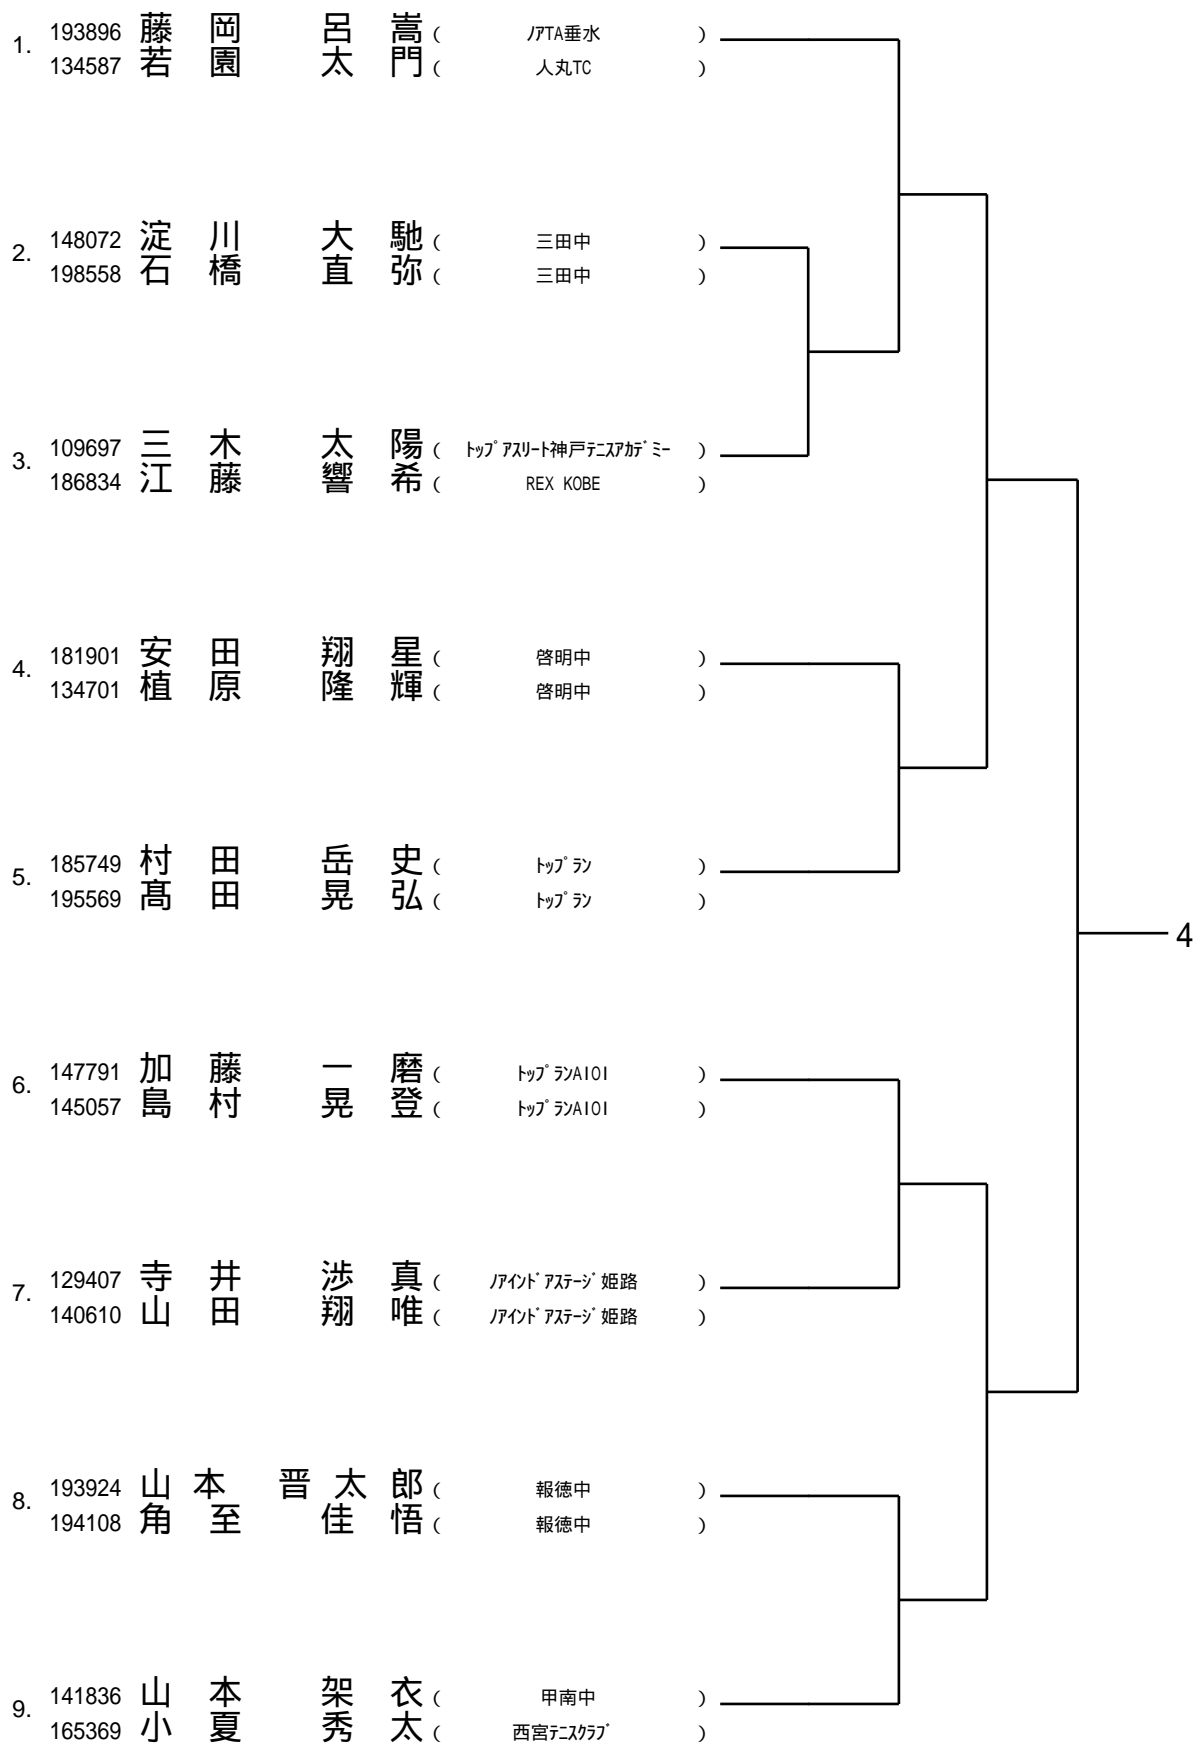 1. 193896 藤岡 呂嵩 ( ﾉｱTA垂水 )
134587 若園 太門 ( 人丸TC )
2. 148072 淀川 大馳 ( 三田中 )
198558 石橋 直弥 ( 三田中 )
3. 109697 三木 太陽 ( ﾄｯﾌﾟｱｽﾘｰﾄ神戸ﾃﾆｽｱｶﾃﾞﾐｰ )
186834 江藤 響希 ( REX KOBE )
4. 181901 安田 翔星 ( 啓明中 )
134701 植原 隆輝 ( 啓明中 )
5. 185749 村田 岳史 ( ﾄｯﾌﾟﾗﾝ )
195569 髙田 晃弘 ( ﾄｯﾌﾟﾗﾝ )
4
6. 147791 加藤 一磨 ( ﾄｯﾌﾟﾗﾝAIOI )
145057 島村 晃登 ( ﾄｯﾌﾟﾗﾝAIOI )
7. 129407 寺井 渉真 ( ﾉｱｲﾝﾄﾞｱｽﾃｰｼﾞ姫路 )
140610 山田 翔唯 ( ﾉｱｲﾝﾄﾞｱｽﾃｰｼﾞ姫路 )
8. 193924 山本 晋太郎 ( 報徳中 )
194108 角至 佳悟 ( 報徳中 )
9. 141836 山本 架衣 ( 甲南中 )
165369 小夏 秀太 ( 西宮ﾃﾆｽｸﾗﾌﾞ )